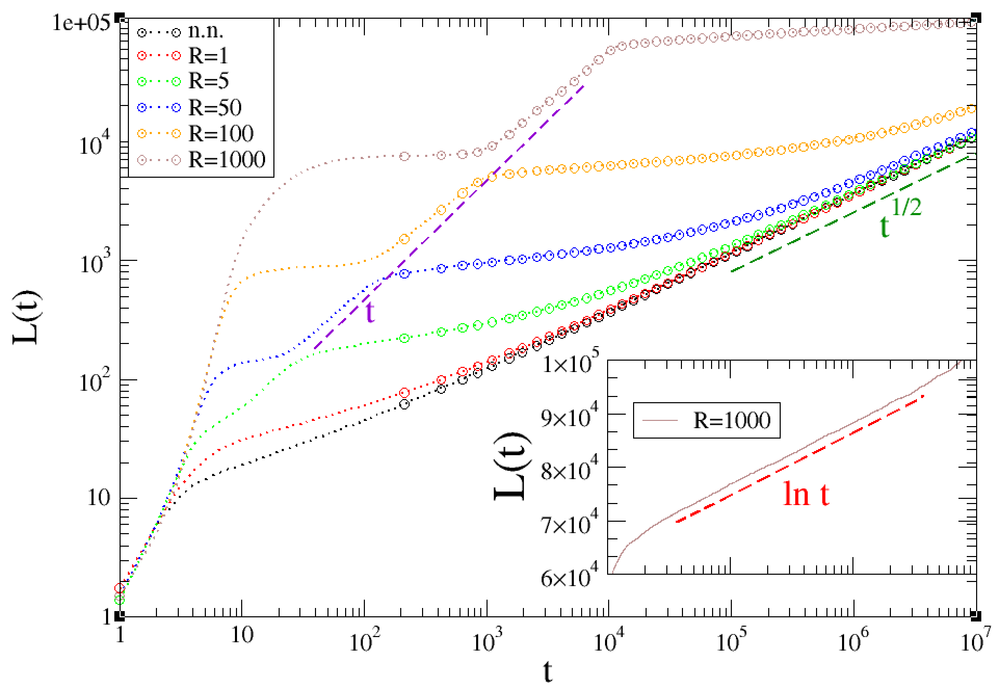 1e+05
n.n.
R=1
R=5
R=50
R=100
R=1000
10^4
10^3
10^2
10
1
L(t)
t
t^1/2
1×10^5
9×10^4
8×10^4
7×10^4
6×10^4
L(t)
R=1000
ln t
1 10 10^2 10^3 10^4 10^5 10^6 10^7
t